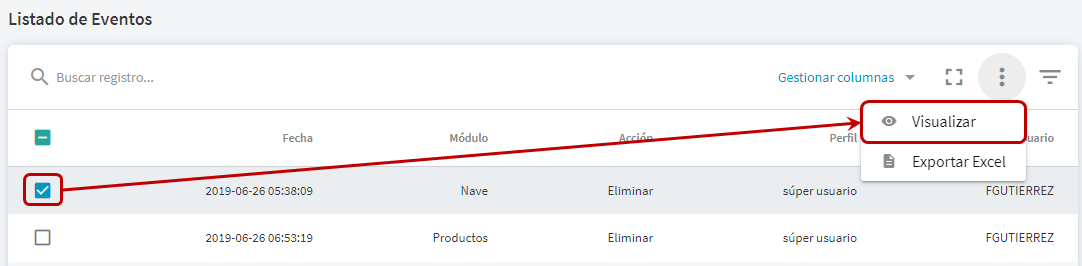 Listado de Eventos
Buscar registro...
Gestionar columnas
Visualizar
Exportar Excel
Fecha Módulo Acción Perfil uario
2019-06-26 05:38:09 Nave Eliminar súper usuario FGUTIERREZ
2019-06-26 06:53:19 Productos Eliminar súper usuario FGUTIERREZ